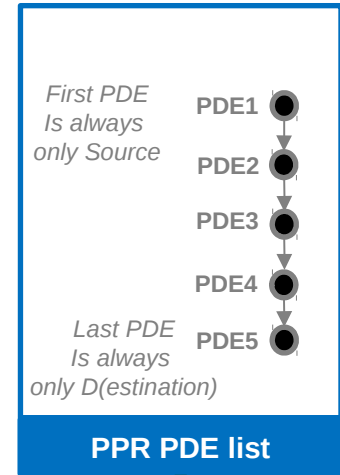 First PDE
Is always
only Source
PDE1
PDE2
PDE3
PDE4
PDE5
Last PDE
Is always
only D(estination)
PPR PDE list